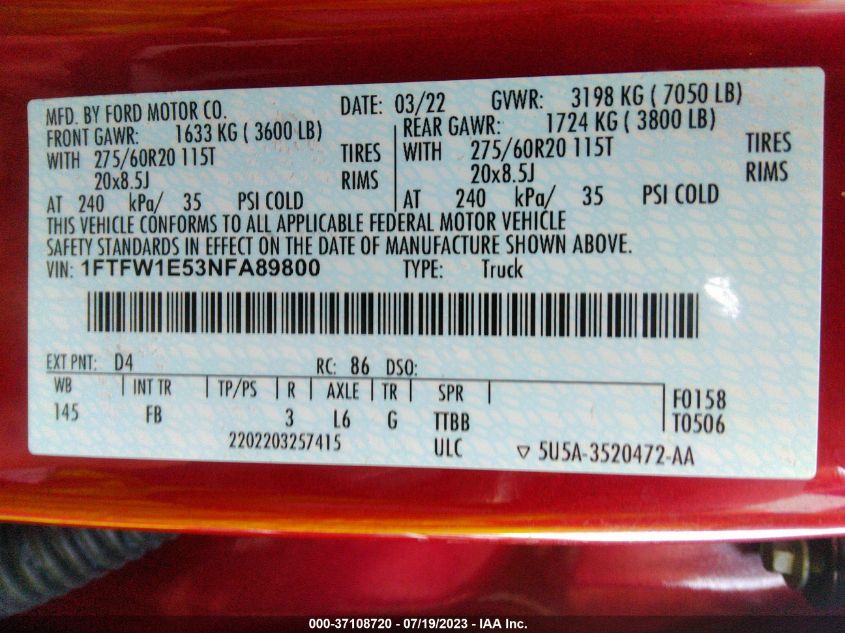 MFD. BY FORD MOTOR CO. DATE: 03/22 GVWR: 3198 KG ( 7050 LB)
FRONT GAWR: 1633 KG ( 3600 LB) REAR GAWR: 1724 KG ( 3800 LB)
WITH 275/60R20 115T TIRES WITH 275/60R20 115T TIRES
20x8.5J RIMS 20x8.5J RIMS
AT 240 kPa/ 35 PSI COLD AT 240 kPa/ 35 PSI COLD
THIS VEHICLE CONFORMS TO ALL APPLICABLE FEDERAL MOTOR VEHICLE
SAFETY STANDARDS IN EFFECT ON THE DATE OF MANUFACTURE SHOWN ABOVE.
VIN: 1FTFW1E53NFA89800 TYPE: Truck
EXT PNT: D4 RC: 86 DSO:
WB INT TR TP/PS R AXLE TR SPR F0158
145 FB 3 L6 G TTBB T0506
2202203257415 ULC ▽ 5U5A-3520472-AA
000-37108720 - 07/19/2023 - IAA Inc.